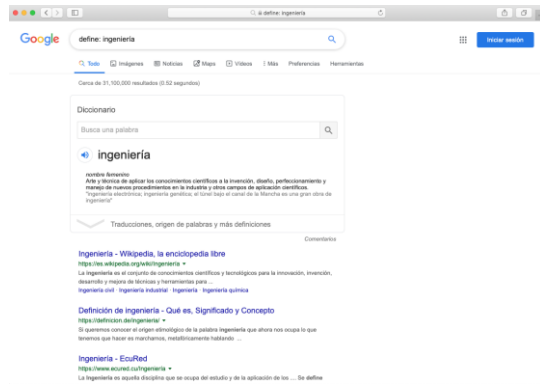 si define: ingeniería
Google
define: ingeniería
Iniciar sesión
Todo
Imágenes
Noticias
Maps
Vídeos
Más
Preferencias
Herramientas
Cerca de 31,100,000 resultados (0.52 segundos)
Diccionario
Busca una palabra
ingeniería
nombre femenino
Arte y técnica de aplicar los conocimientos científicos a la invención, diseño, perfeccionamiento y
manejo de nuevos procedimientos en la industria y otros campos de aplicación científicos.
"ingeniería electrónica; ingeniería genética; el túnel bajo el canal de la Mancha es una gran obra de
ingeniería"
Traducciones, origen de palabras y más definiciones
Comentarios
Ingeniería - Wikipedia, la enciclopedia libre
https://es.wikipedia.org/wiki/Ingeniería
La ingeniería es el conjunto de conocimientos científicos y tecnológicos para la innovación, invención,
desarrollo y mejora de técnicas y herramientas para ...
Ingeniería civil · Ingeniería industrial · Ingeniería · Ingeniería química
Definición de ingeniería - Qué es, Significado y Concepto
https://definicion.de/ingenieria/
Si queremos conocer el origen etimológico de la palabra ingeniería que ahora nos ocupa lo que
tenemos que hacer es marcharnos, metafóricamente hablando ...
Ingeniería - EcuRed
https://www.ecured.cu/Ingeniería
La Ingeniería es aquella disciplina que se ocupa del estudio y de la aplicación de los .... Se define